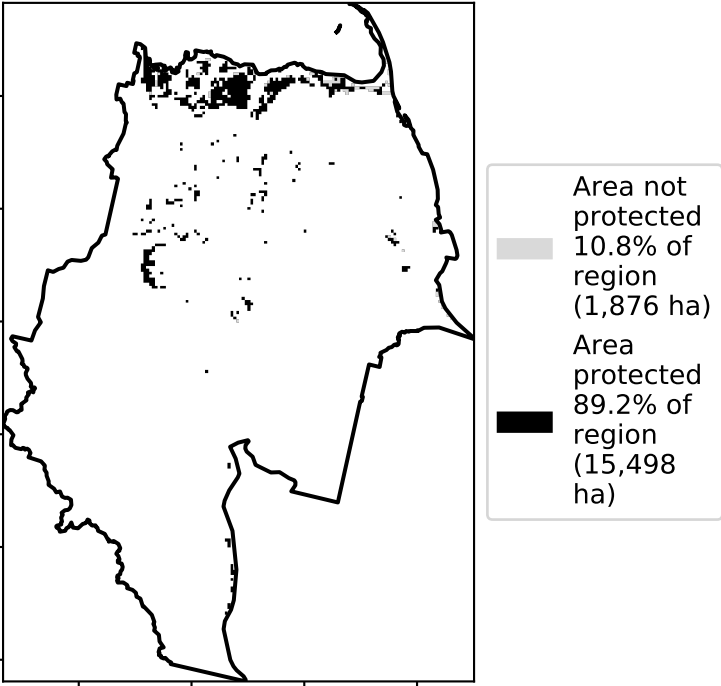 Area not
protected
10.8% of
region
(1,876 ha)
Area
protected
89.2% of
region
(15,498
ha)